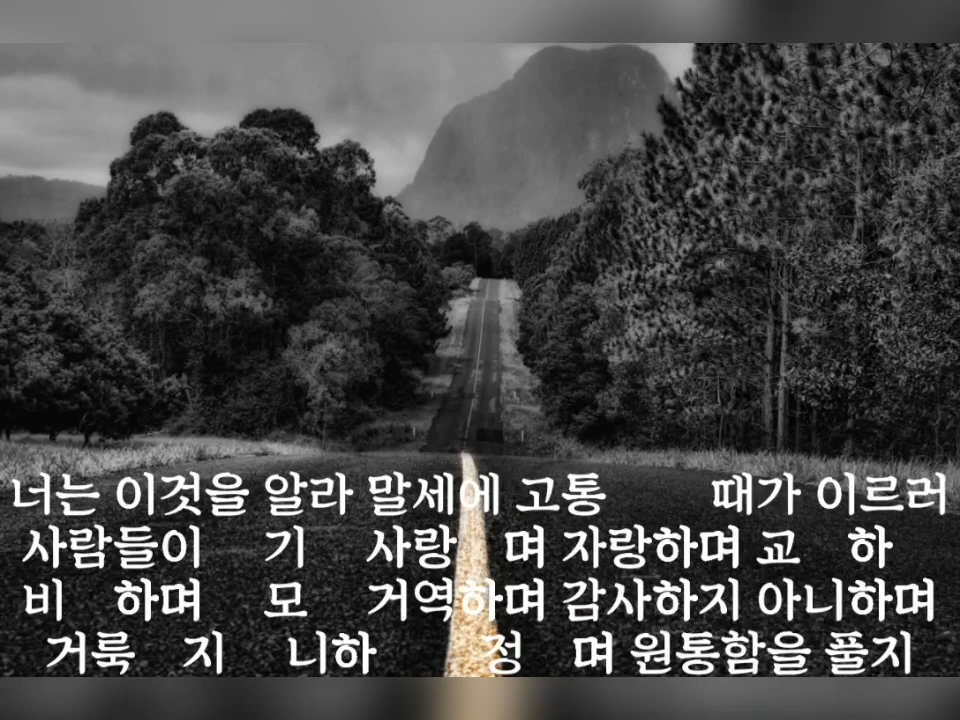 너는 이것을 알라 말세에 고통 때가 이르러
사람들이 기 사랑 며 자랑하며 교 하
비 하며 모 거역하며 감사하지 아니하며
거룩 지 니하 정 며 원통함을 풀지